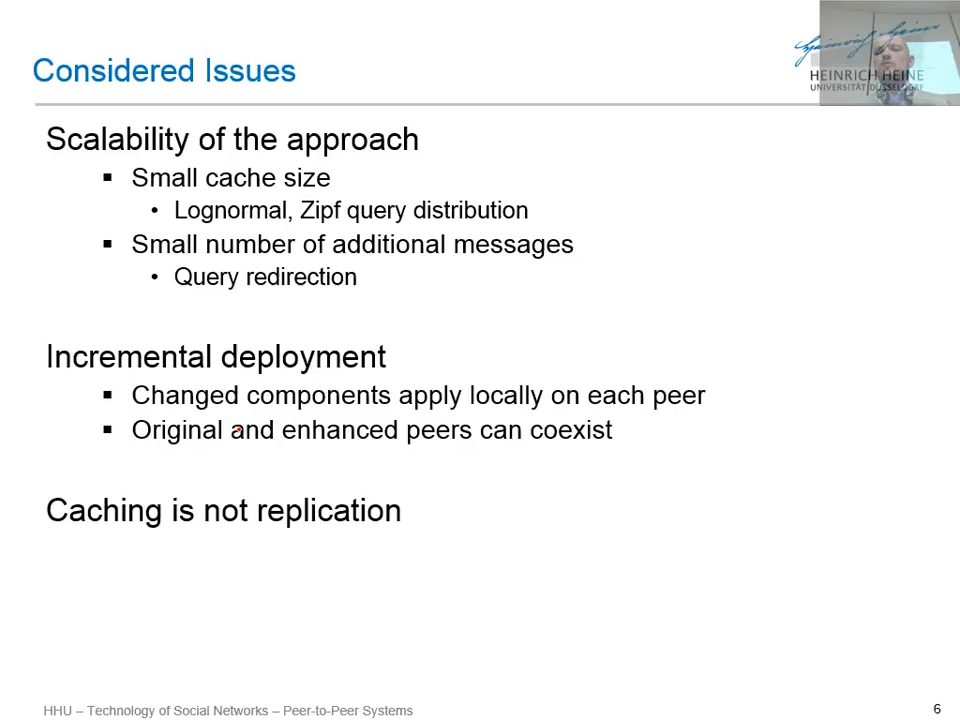 Considered Issues
Heinrich Heine
HEINRICH HEINE
UNIVERSITÄT DÜSSELDORF
Scalability of the approach
▪ Small cache size
• Lognormal, Zipf query distribution
▪ Small number of additional messages
• Query redirection
Incremental deployment
▪ Changed components apply locally on each peer
▪ Original and enhanced peers can coexist
Caching is not replication
HHU – Technology of Social Networks – Peer-to-Peer Systems
6